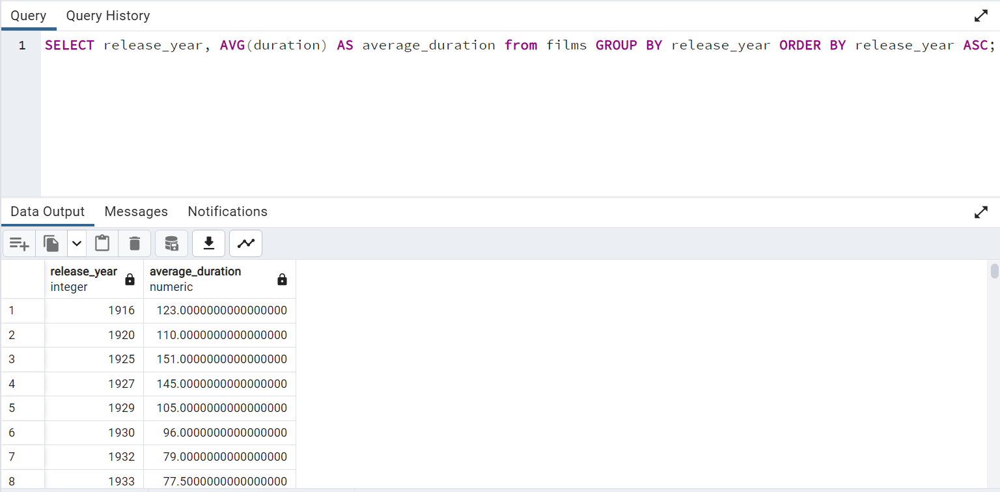 Query Query History
1 SELECT release_year, AVG(duration) AS average_duration from films GROUP BY release_year ORDER BY release_year ASC;
Data Output Messages Notifications
release_year average_duration
integer numeric
1 1916 123.0000000000000000
2 1920 110.0000000000000000
3 1925 151.0000000000000000
4 1927 145.0000000000000000
5 1929 105.0000000000000000
6 1930 96.0000000000000000
7 1932 79.0000000000000000
8 1933 77.5000000000000000